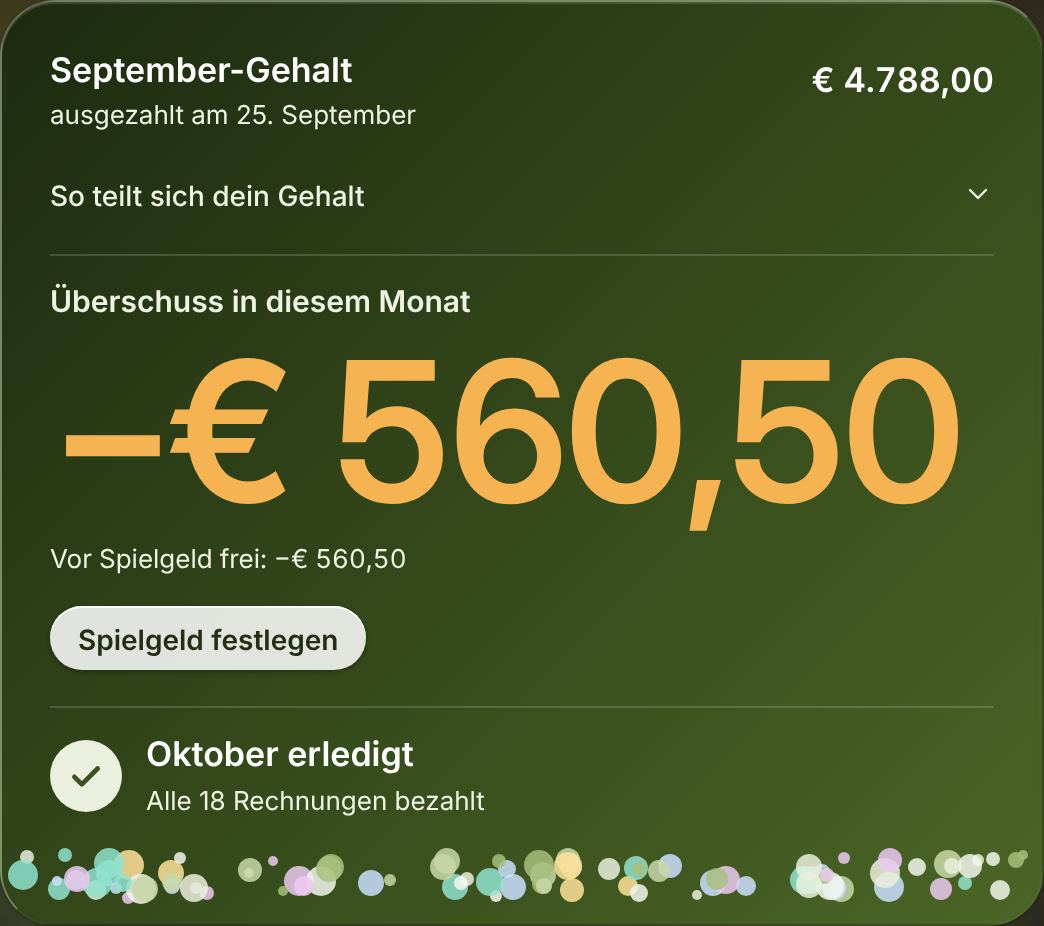 September-Gehalt
€ 4.788,00
ausgezahlt am 25. September
So teilt sich dein Gehalt
Überschuss in diesem Monat
−€ 560,50
Vor Spielgeld frei: −€ 560,50
Spielgeld festlegen
Oktober erledigt
Alle 18 Rechnungen bezahlt